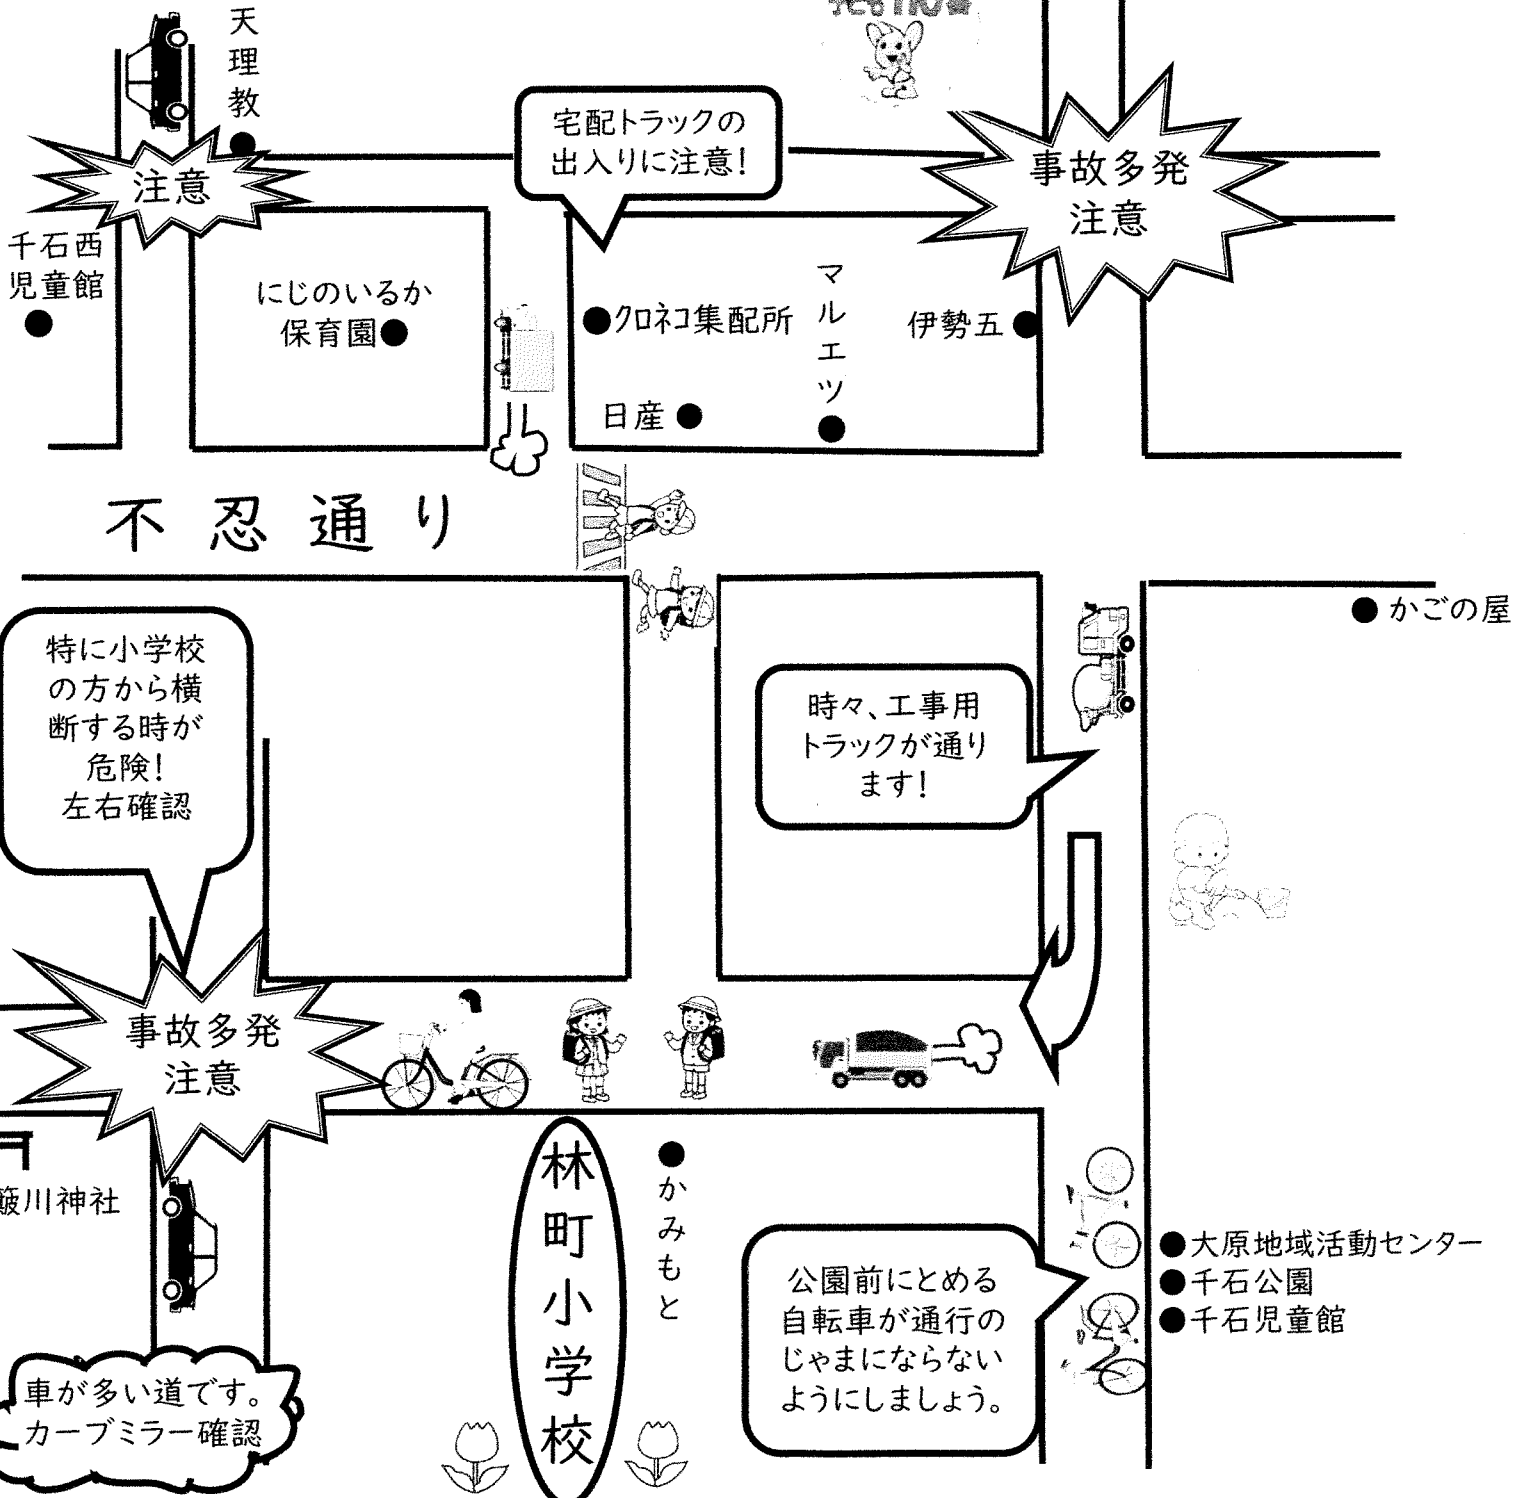 天理教
宅配トラックの
出入りに注意!
注意
事故多発
注意
千石西
児童館
にじのいるか
保育園
クロネコ集配所
マルエツ
伊勢五
日産
不忍通り
かごの屋
特に小学校
の方から横
断する時が
危険!
左右確認
時々、工事用
トラックが通り
ます!
事故多発
注意
簸川神社
林町小学校
かみもと
大原地域活動センター
千石公園
千石児童館
公園前にとめる
自転車が通行の
じゃまにならない
ようにしましょう。
車が多い道です。
カーブミラー確認